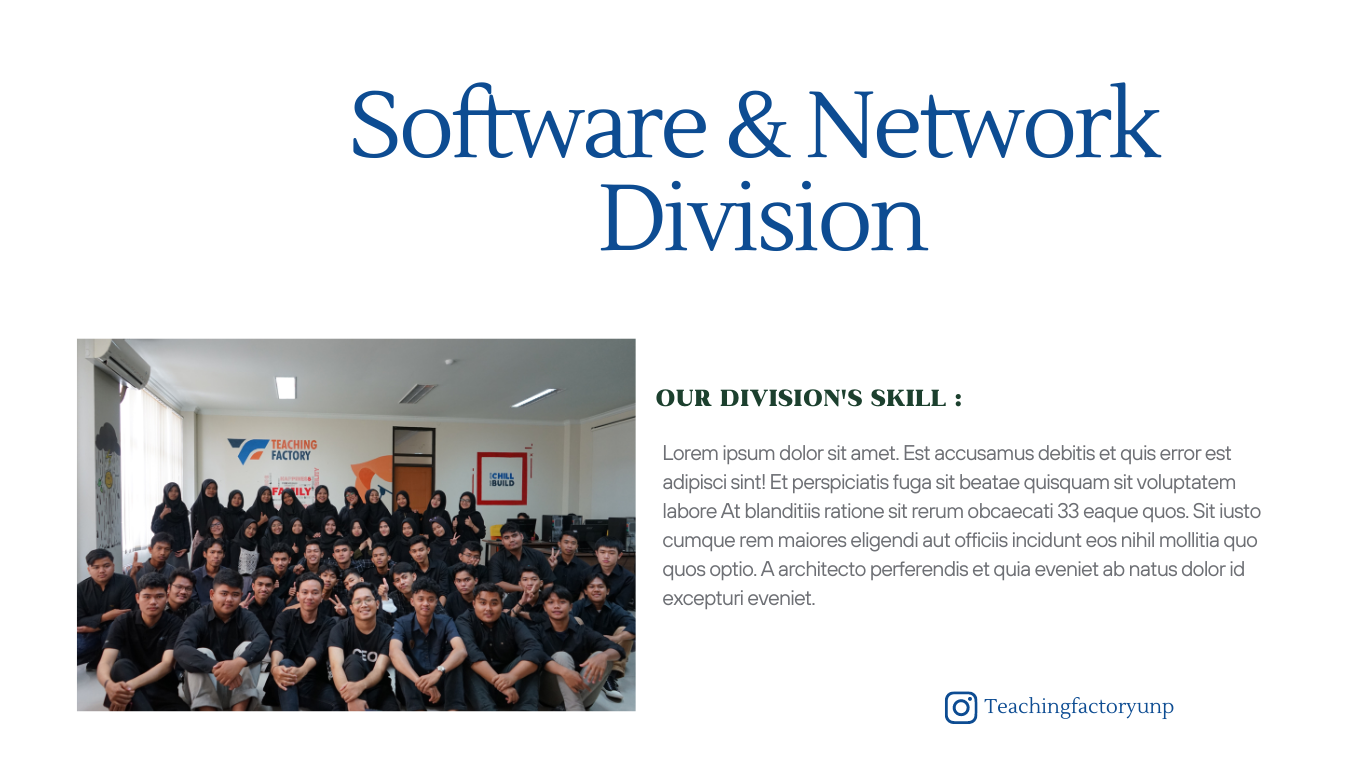 Software & Network
Division
TEACHING
FACTORY
FAMILY
CHILL
BUILD
CEO
OUR DIVISION'S SKILL :
Lorem ipsum dolor sit amet. Est accusamus debitis et quis error est
adipisci sint! Et perspiciatis fuga sit beatae quisquam sit voluptatem
labore At blanditiis ratione sit rerum obcaecati 33 eaque quos. Sit iusto
cumque rem maiores eligendi aut officiis incidunt eos nihil mollitia quo
quos optio. A architecto perferendis et quia eveniet ab natus dolor id
excepturi eveniet.
Teachingfactoryunp